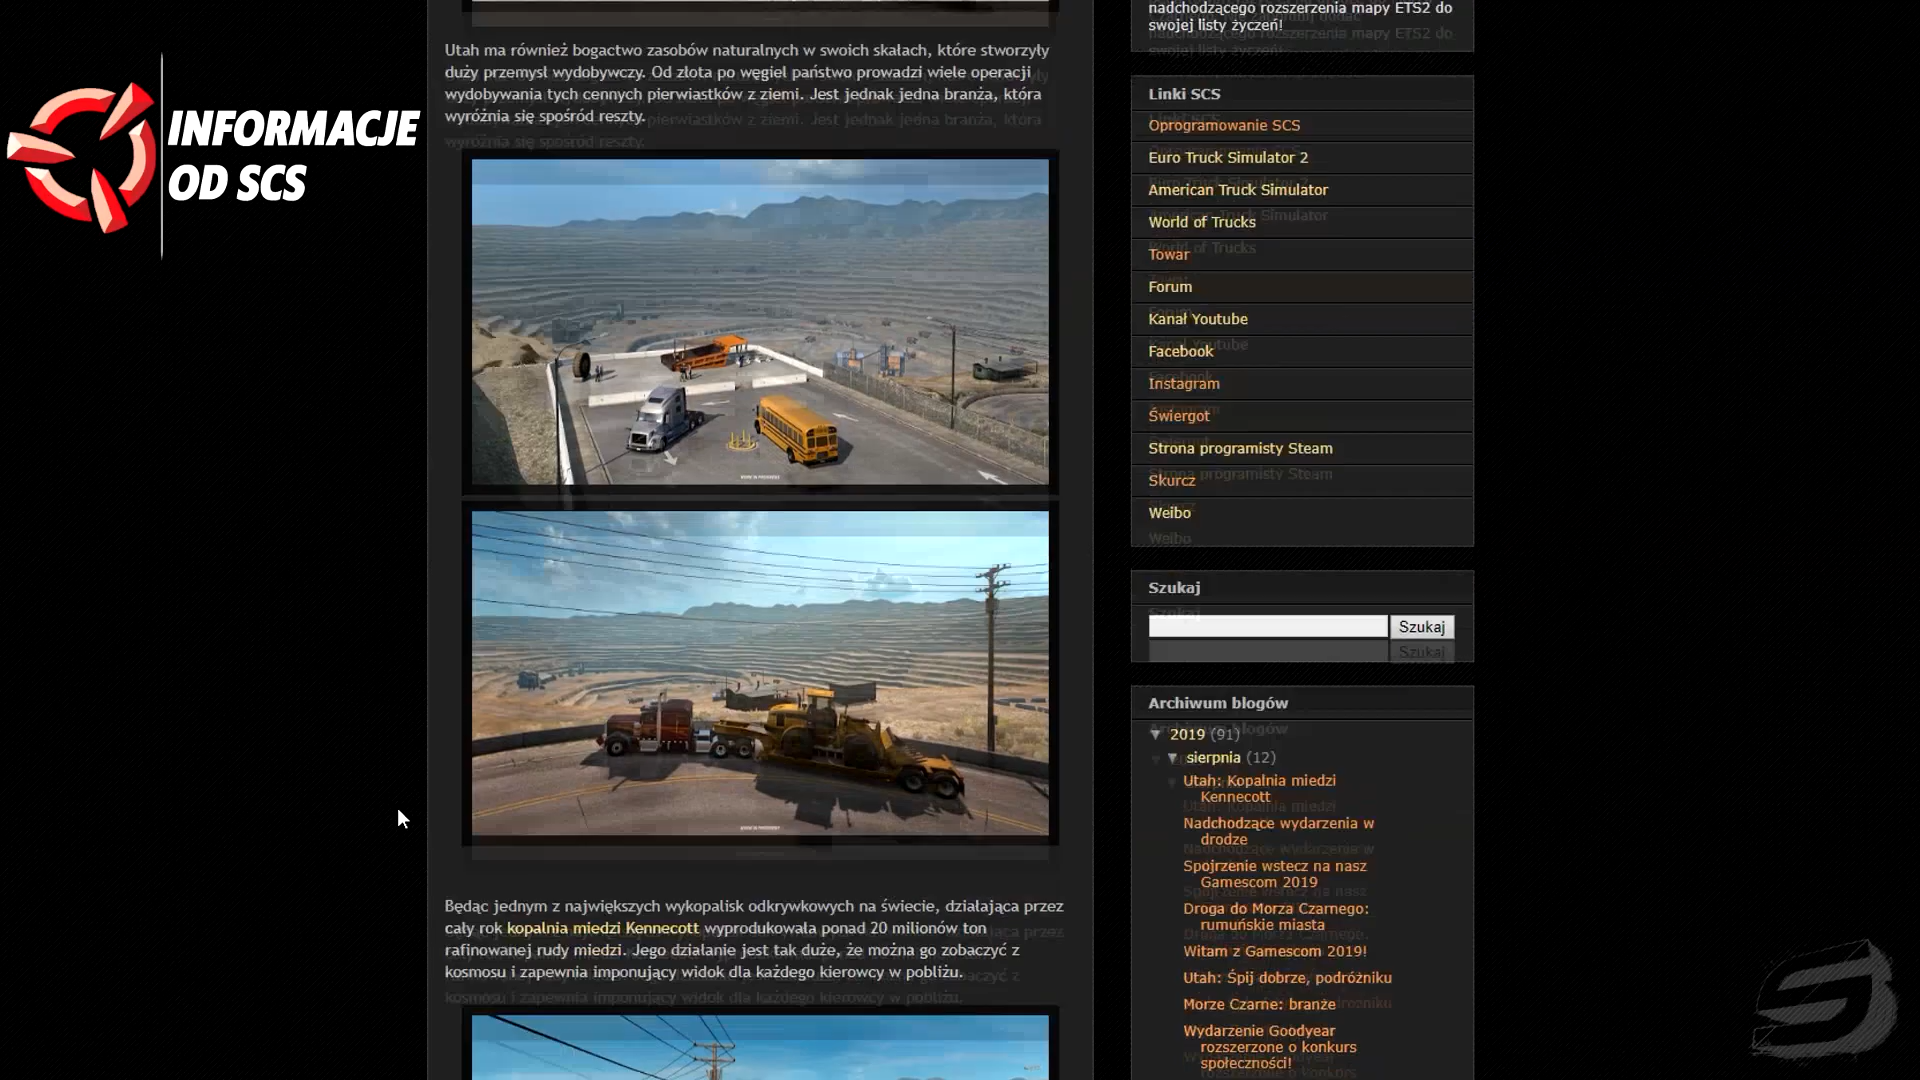 INFORMACJE
OD SCS
Utah ma również bogactwo zasobów naturalnych w swoich skałach, które stworzyły
duży przemysł wydobywczy. Od złota po węgiel państwo prowadzi wiele operacji
wydobywania tych cennych pierwiastków z ziemi. Jest jednak jedna branża, która
wyróżnia się spośród reszty.
Będąc jednym z największych wykopalisk odkrywkowych na świecie, działająca przez
cały rok kopalnia miedzi Kennecott wyprodukowała ponad 20 milionów ton
rafinowanej rudy miedzi. Jego działanie jest tak duże, że można go zobaczyć z
kosmosu i zapewnia imponujący widok dla każdego kierowcy w pobliżu.
nadchodzącego rozszerzenia mapy ETS2 do
swojej listy życzeń!
Linki SCS
Oprogramowanie SCS
Euro Truck Simulator 2
American Truck Simulator
World of Trucks
Towar
Forum
Kanał Youtube
Facebook
Instagram
Świergot
Strona programisty Steam
Skurcz
Weibo
Szukaj
Szukaj
Archiwum blogów
▼ 2019 (91)
▼ sierpnia (12)
Utah: Kopalnia miedzi
Kennecott
Nadchodzące wydarzenia w
drodze
Spojrzenie wstecz na nasz
Gamescom 2019
Droga do Morza Czarnego:
rumuńskie miasta
Witam z Gamescom 2019!
Utah: Śpij dobrze, podróżniku
Morze Czarne: branże
Wydarzenie Goodyear
rozszerzone o konkurs
społeczności!